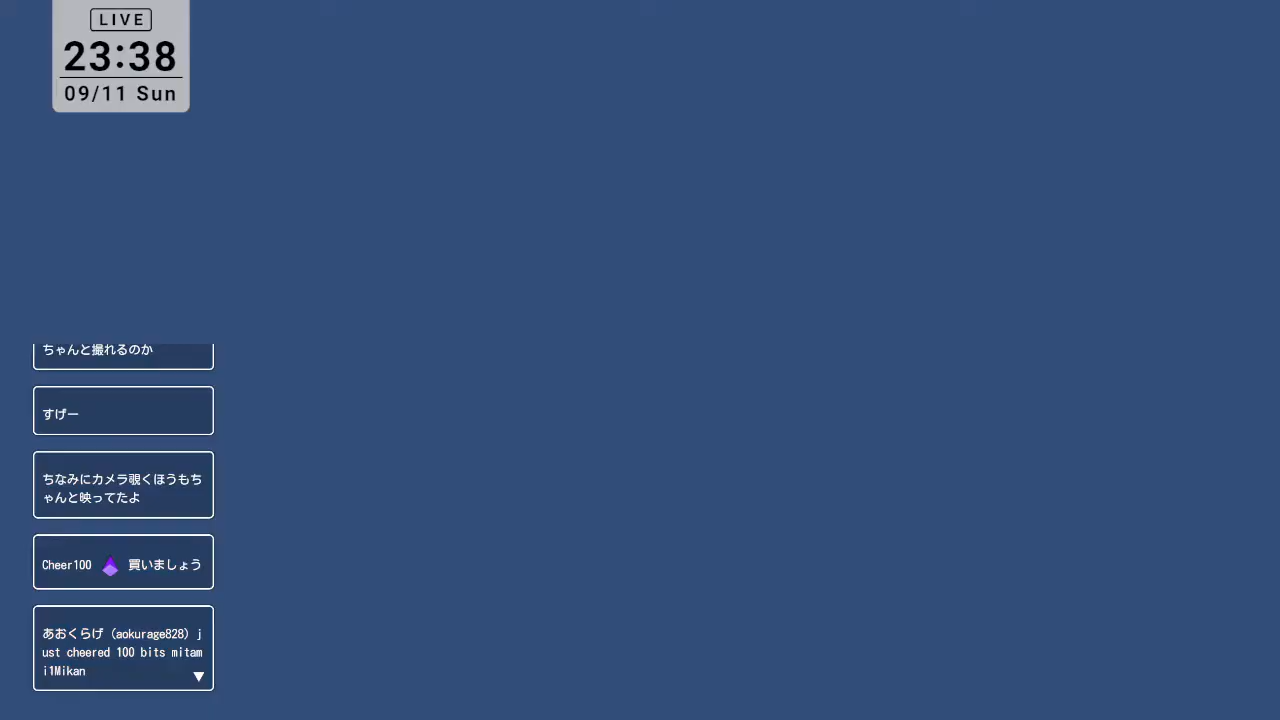 LIVE
23:38
09/11 Sun
ちゃんと撮れるのか
すげー
ちなみにカメラ覗くほうもち
ゃんと映ってたよ
Cheer100 買いましょう
あおくらげ (aokurage828) j
ust cheered 100 bits mitam
i1Mikan